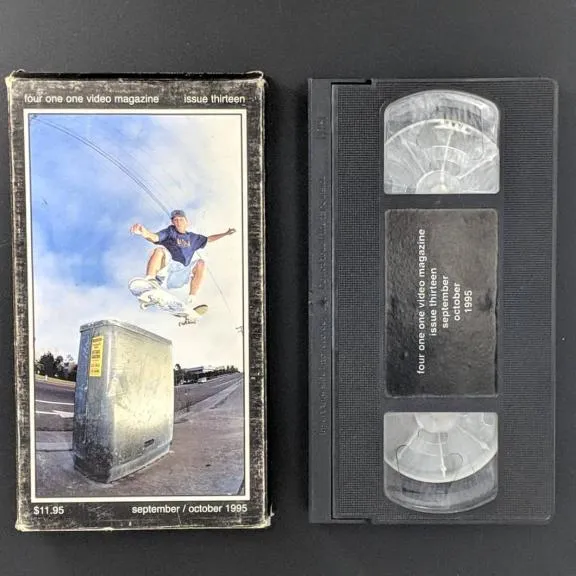 four one one video magazine issue thirteen
$11.95 september / october 1995
four one one video magazine
issue thirteen
september
october
1995